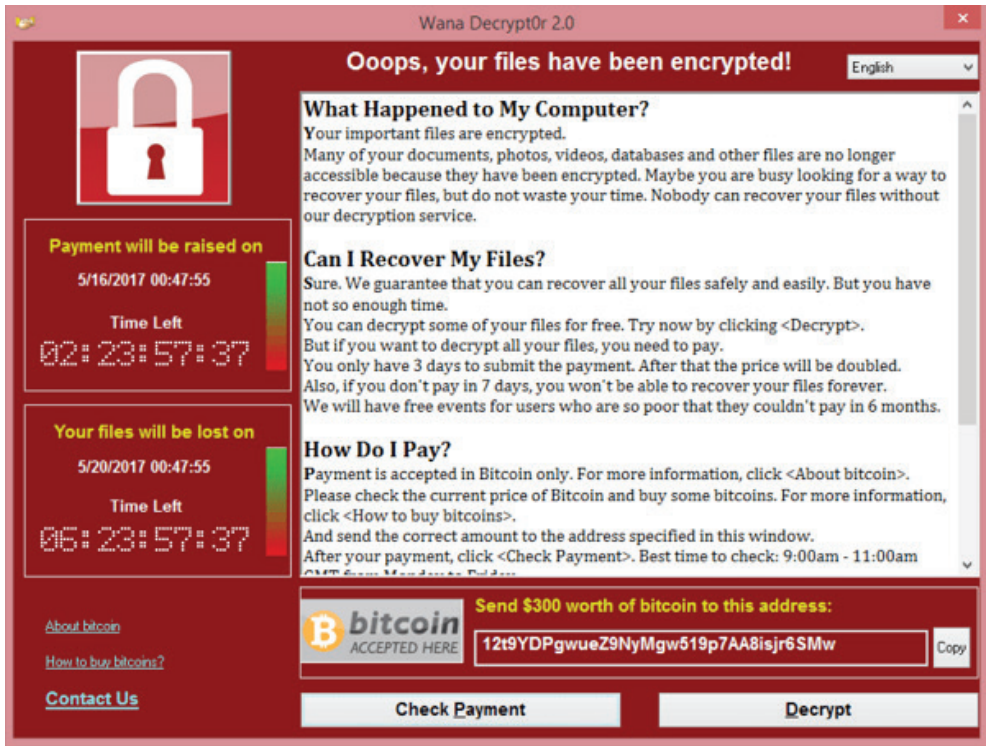 Wana Decrypt0r 2.0
Ooops, your files have been encrypted!
English
What Happened to My Computer?
Your important files are encrypted.
Many of your documents, photos, videos, databases and other files are no longer
accessible because they have been encrypted. Maybe you are busy looking for a way to
recover your files, but do not waste your time. Nobody can recover your files without
our decryption service.
Can I Recover My Files?
Sure. We guarantee that you can recover all your files safely and easily. But you have
not so enough time.
You can decrypt some of your files for free. Try now by clicking <Decrypt>.
But if you want to decrypt all your files, you need to pay.
You only have 3 days to submit the payment. After that the price will be doubled.
Also, if you don't pay in 7 days, you won't be able to recover your files forever.
We will have free events for users who are so poor that they couldn't pay in 6 months.
How Do I Pay?
Payment is accepted in Bitcoin only. For more information, click <About bitcoin>.
Please check the current price of Bitcoin and buy some bitcoins. For more information,
click <How to buy bitcoins>.
And send the correct amount to the address specified in this window.
After your payment, click <Check Payment>. Best time to check: 9:00am - 11:00am
GMT from Monday to Friday
Payment will be raised on
5/16/2017 00:47:55
Time Left
02:23:57:37
Your files will be lost on
5/20/2017 00:47:55
Time Left
06:23:57:37
About bitcoin
How to buy bitcoins?
Contact Us
bitcoin
ACCEPTED HERE
Send $300 worth of bitcoin to this address:
12t9YDPgwueZ9NyMgw519p7AA8isjr6SMw
Copy
Check Payment
Decrypt